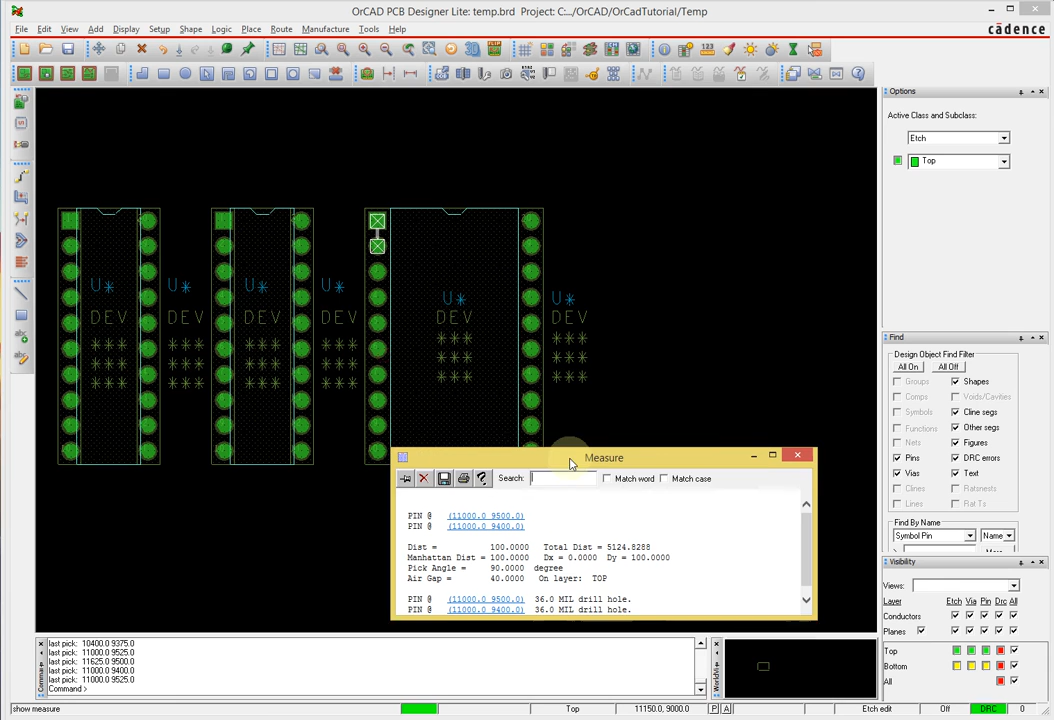 OrCAD PCB Designer Lite: temp.brd  Project: C:.../OrCAD/OrCadTutorial/Temp
File Edit View Add Display Setup Shape Logic Place Route Manufacture Tools Help
cādence
Options
Active Class and Subclass:
Etch
Top
U* U* U* U*
U* U*
DEV DEV DEV DEV DEV DEV
*** *** *** *** *** ***
*** *** *** *** *** ***
*** *** *** *** *** ***
Find
Design Object Find Filter
All On All Off
Groups Shapes
Comps Voids/Cavities
Symbols Cline segs
Functions Other segs
Nets Figures
Pins DRC errors
Vias Text
Clines Ratsnests
Lines Rat Ts
Find By Name
Symbol Pin Name
>
Measure
Search: Match word Match case
PIN @ (11000.0 9500.0)
PIN @ (11000.0 9400.0)
Dist = 100.0000 Total Dist = 5124.8288
Manhattan Dist = 100.0000 Dx = 0.0000 Dy = 100.0000
Pick Angle = 90.0000 degree
Air Gap = 40.0000 On layer: TOP
PIN @ (11000.0 9500.0) 36.0 MIL drill hole.
PIN @ (11000.0 9400.0) 36.0 MIL drill hole.
Visibility
Views:
Layer Etch Via Pin Drc All
Conductors
Planes
Top
Bottom
All
Command
last pick: 10400.0 9375.0
last pick: 11000.0 9525.0
last pick: 11625.0 9500.0
last pick: 11000.0 9400.0
last pick: 11000.0 9525.0
Command >
WorldView
show measure Top 11150.0, 9000.0 P A Etch edit Off DRC 0